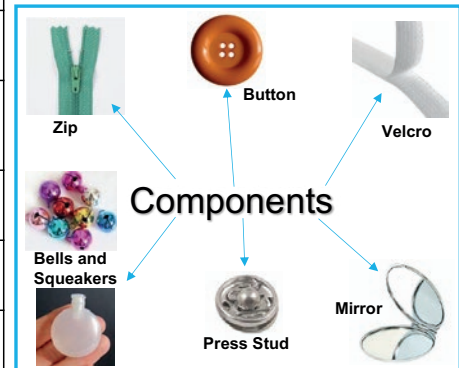 Button
Zip
Velcro
Components
Bells and
Squeakers
Mirror
Press Stud